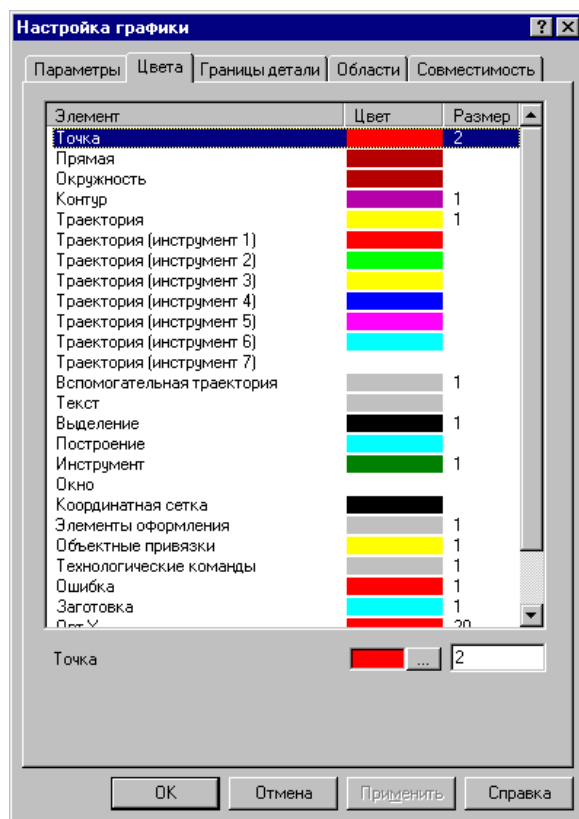 Настройка графики
Параметры Цвета Границы детали Области Совместимость
Элемент Цвет Размер
Точка 2
Прямая
Окружность
Контур 1
Траектория 1
Траектория (инструмент 1)
Траектория (инструмент 2)
Траектория (инструмент 3)
Траектория (инструмент 4)
Траектория (инструмент 5)
Траектория (инструмент 6)
Траектория (инструмент 7)
Вспомогательная траектория 1
Текст
Выделение 1
Построение
Инструмент 1
Окно
Координатная сетка
Элементы оформления 1
Объектные привязки 1
Технологические команды 1
Ошибка 1
Заготовка 1
Орт X 20
Точка ... 2
OK Отмена Применить Справка